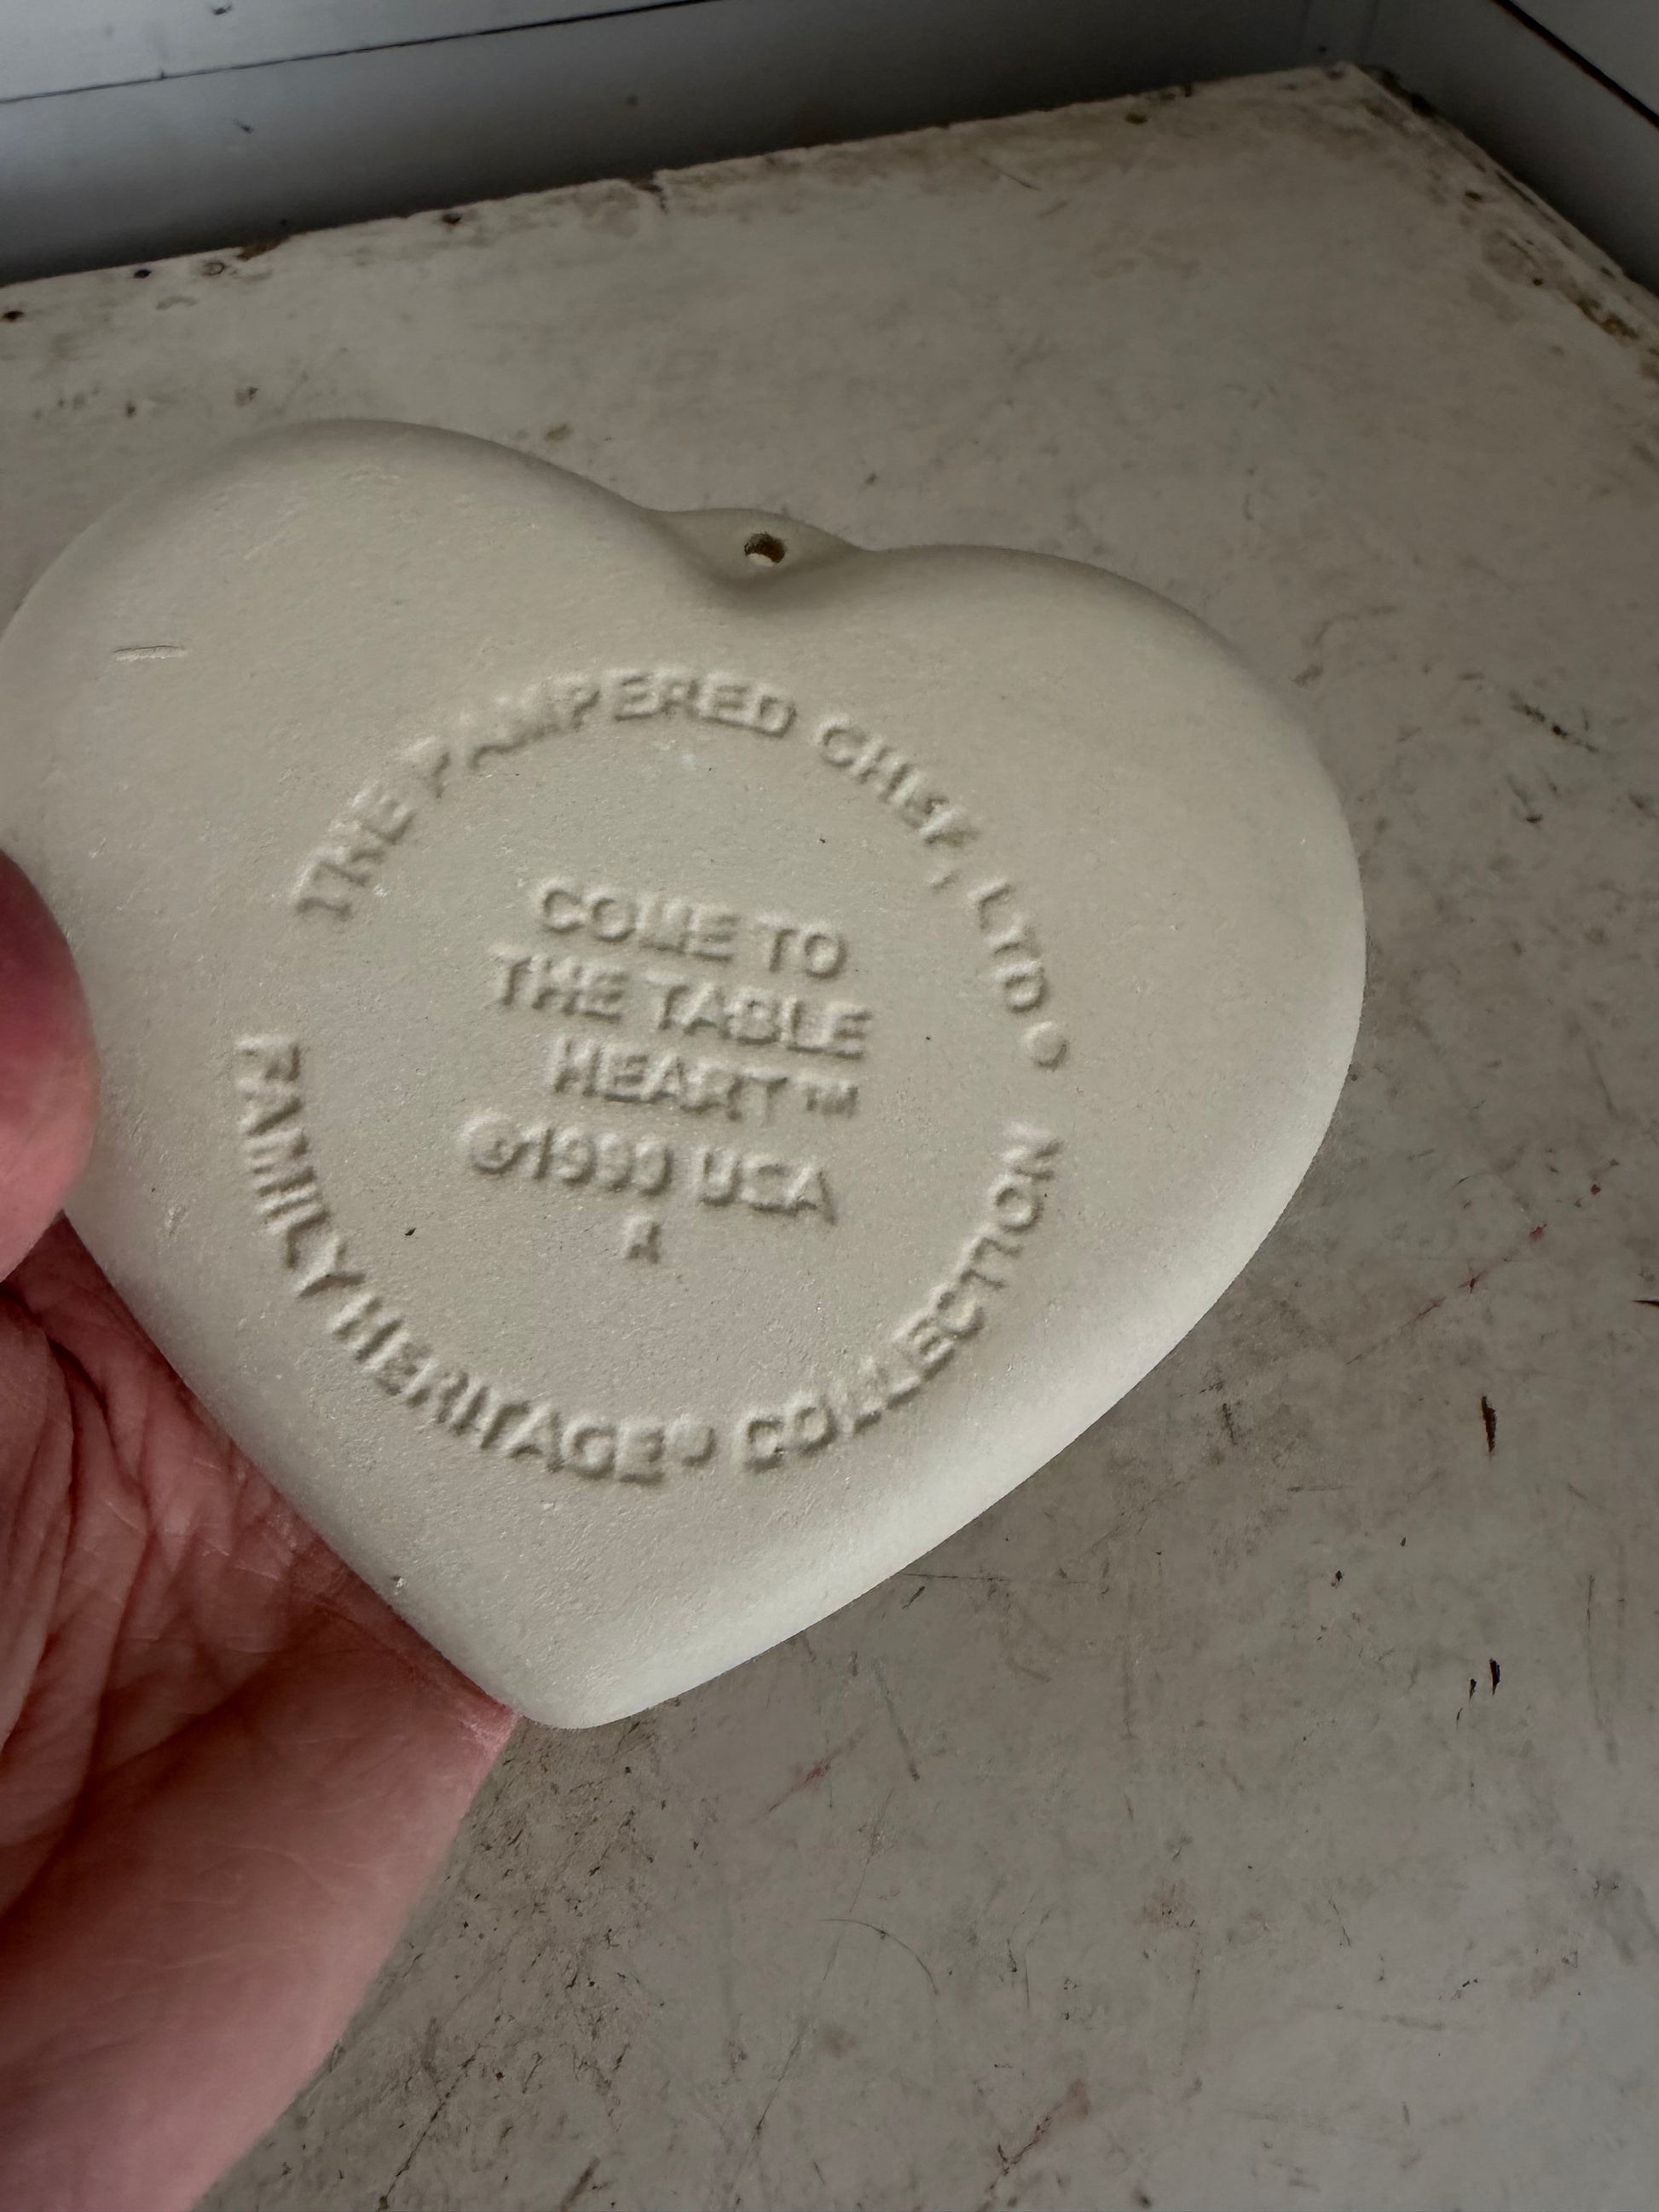 THE PAMPERED CHEF, LTD.®
COME TO
THE TABLE
HEART™
©1999 USA
FAMILY HERITAGE® COLLECTION